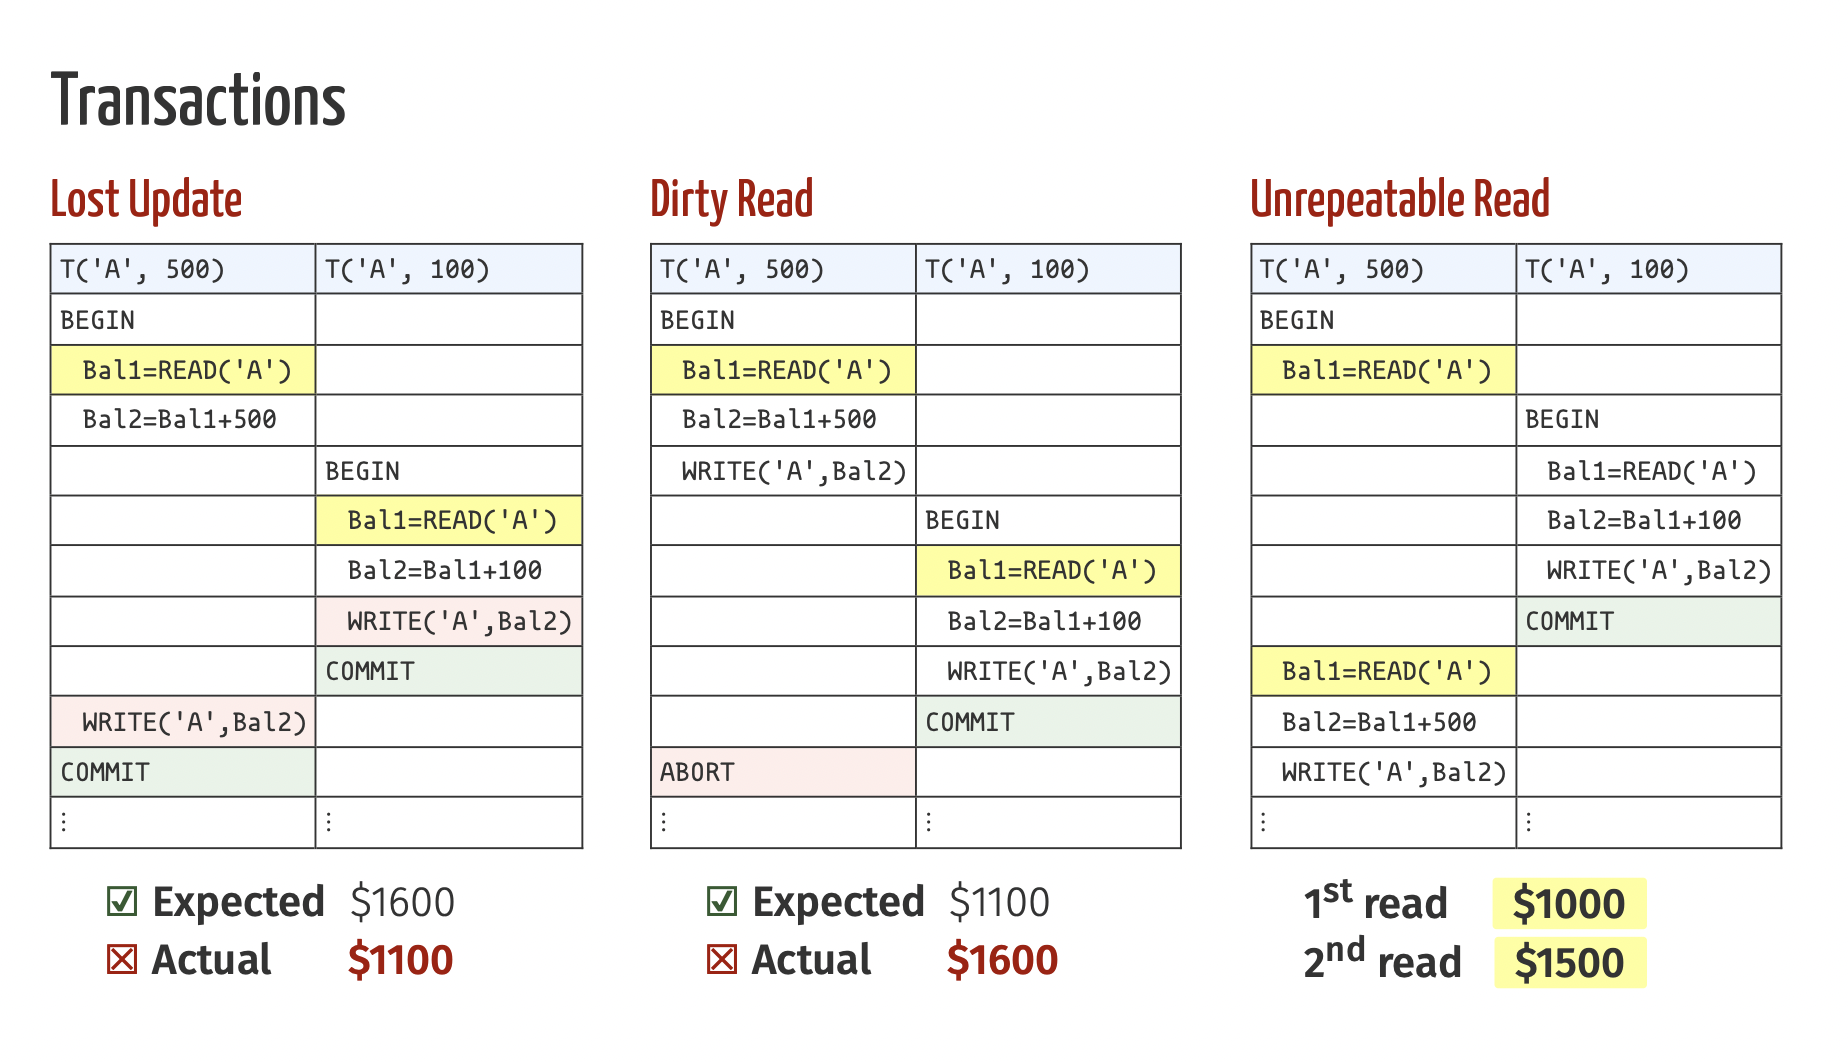 Transactions
Lost Update
T('A', 500) T('A', 100)
BEGIN
Bal1=READ('A')
Bal2=Bal1+500
BEGIN
Bal1=READ('A')
Bal2=Bal1+100
WRITE('A',Bal2)
COMMIT
WRITE('A',Bal2)
COMMIT
⋮ ⋮
☑ Expected $1600
☒ Actual $1100
Dirty Read
T('A', 500) T('A', 100)
BEGIN
Bal1=READ('A')
Bal2=Bal1+500
WRITE('A',Bal2)
BEGIN
Bal1=READ('A')
Bal2=Bal1+100
WRITE('A',Bal2)
COMMIT
ABORT
⋮ ⋮
☑ Expected $1100
☒ Actual $1600
Unrepeatable Read
T('A', 500) T('A', 100)
BEGIN
Bal1=READ('A')
BEGIN
Bal1=READ('A')
Bal2=Bal1+100
WRITE('A',Bal2)
COMMIT
Bal1=READ('A')
Bal2=Bal1+500
WRITE('A',Bal2)
⋮ ⋮
1st read $1000
2nd read $1500